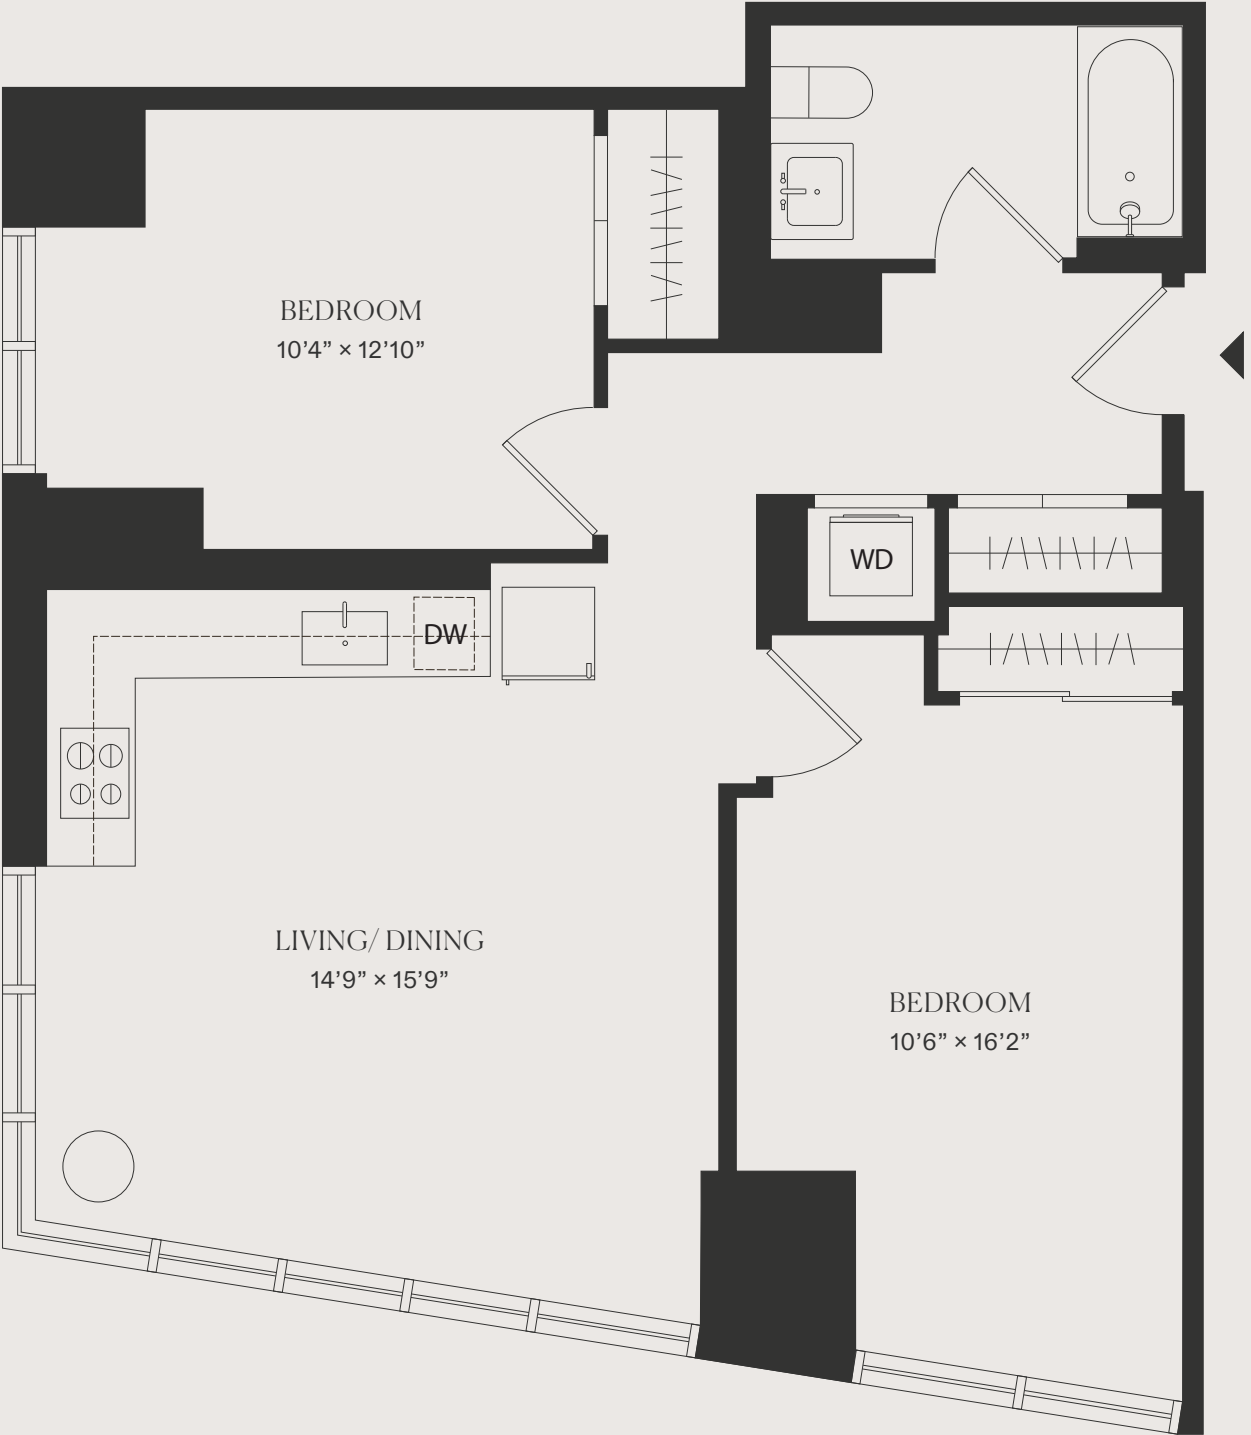 BEDROOM
10’4” × 12’10”
WD
DW
LIVING/ DINING
14’9” × 15’9”
BEDROOM
10’6” × 16’2”